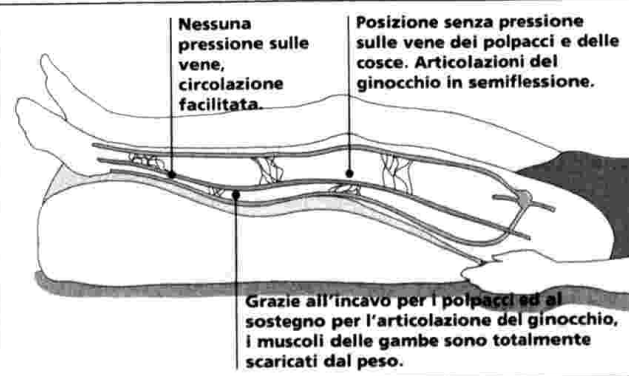 Nessuna
pressione sulle
vene,
circolazione
facilitata.
Posizione senza pressione
sulle vene dei polpacci e delle
cosce. Articolazioni del
ginocchio in semiflessione.
Grazie all'incavo per i polpacci ed al
sostegno per l'articolazione del ginocchio,
i muscoli delle gambe sono totalmente
scaricati dal peso.